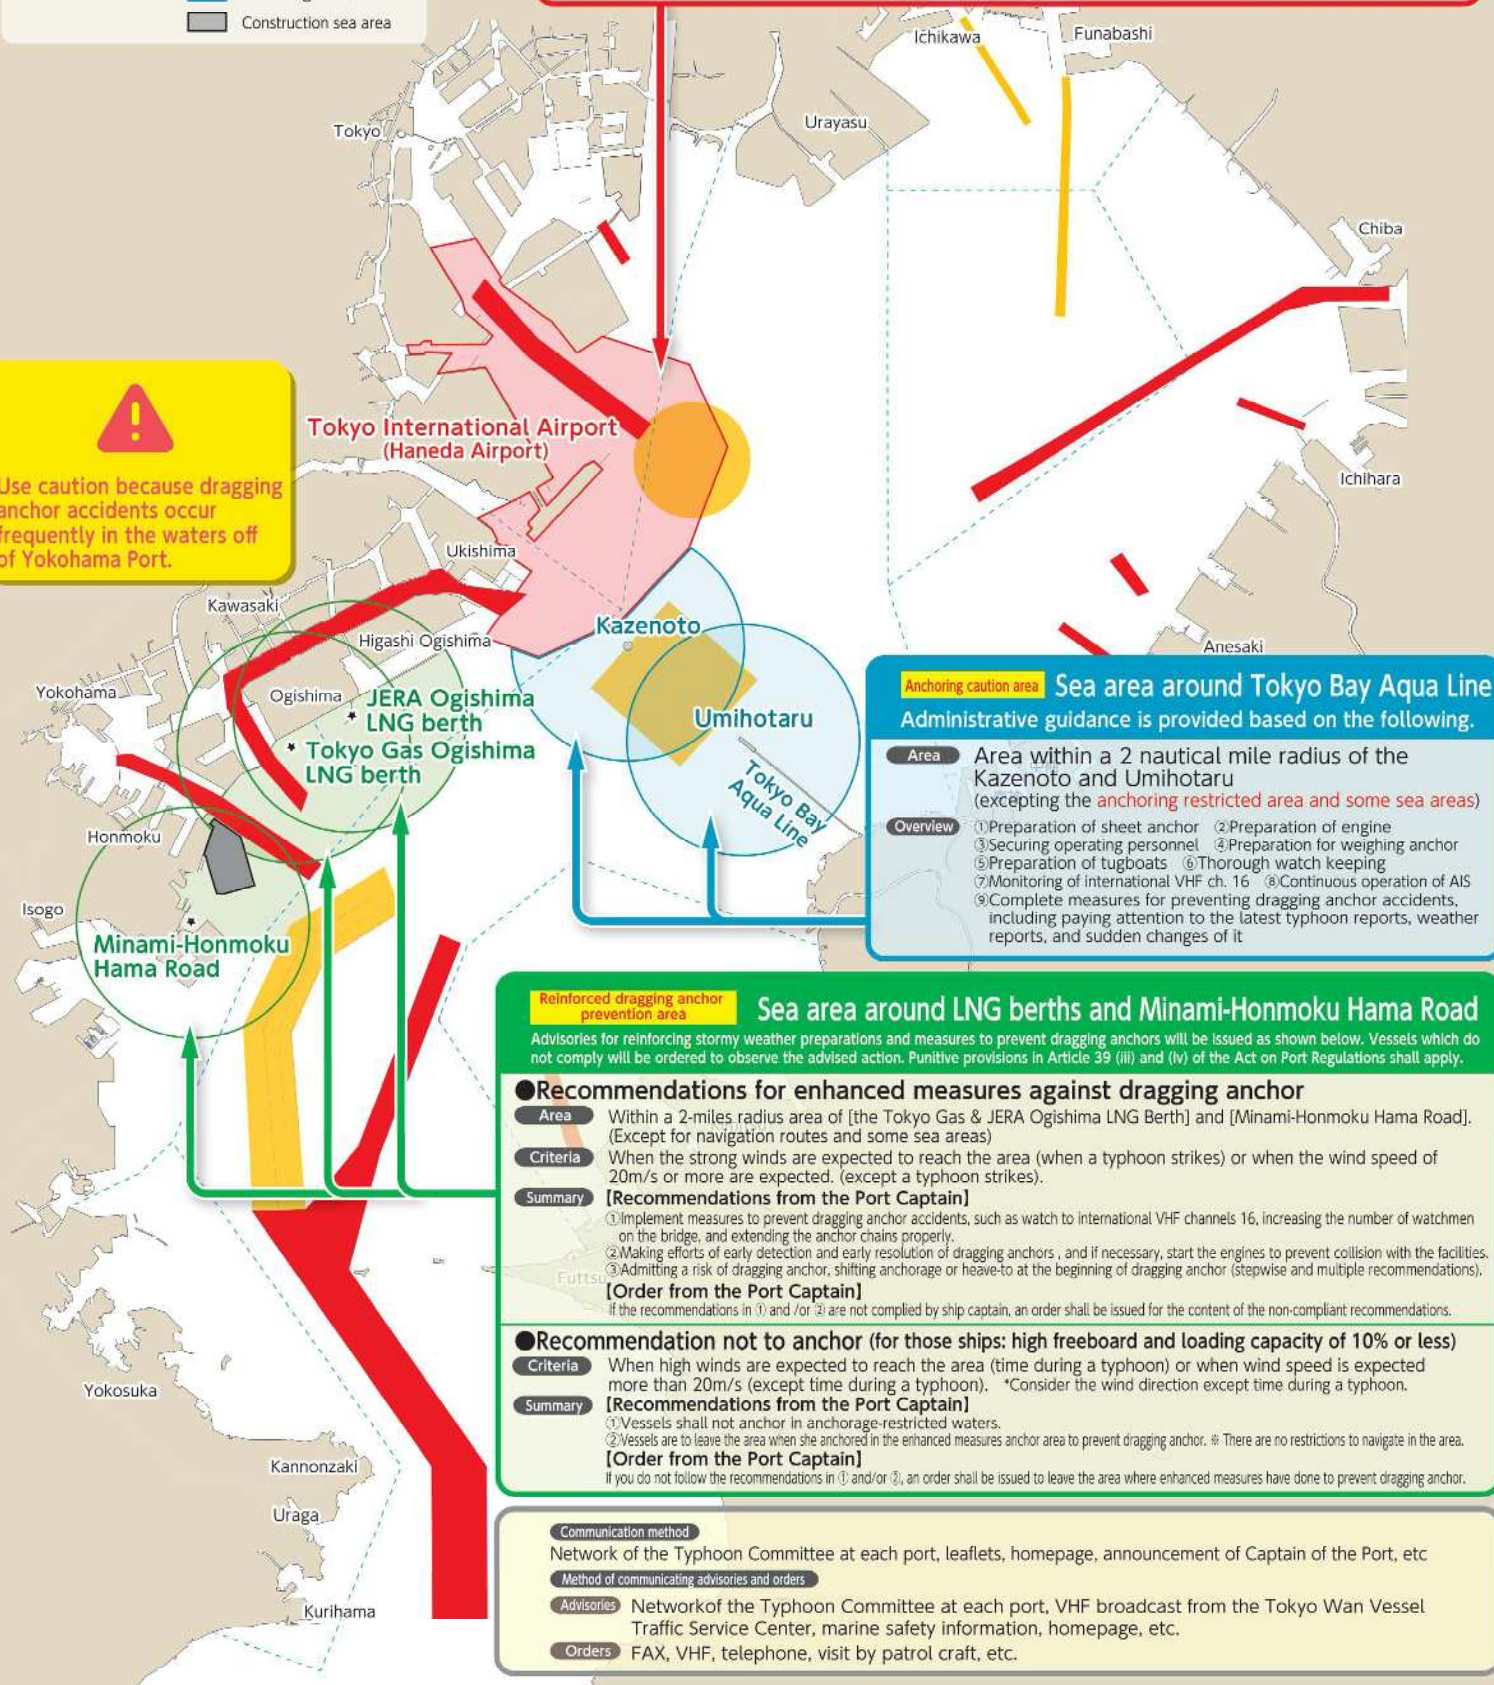 Construction sea area
Ichikawa
Funabashi
Tokyo
Urayasu
Chiba
Tokyo International Airport
(Haneda Airport)
Ichihara
Use caution because dragging
anchor accidents occur
frequently in the waters off
of Yokohama Port.
Ukishima
Kawasaki
Kazenoto
Higashi Ogishima
Anesaki
Yokohama
Ogishima
JERA Ogishima
LNG berth
Tokyo Gas Ogishima
LNG berth
Umihotaru
Tokyo Bay
Aqua Line
Honmoku
Isogo
Minami-Honmoku
Hama Road
Anchoring caution area Sea area around Tokyo Bay Aqua Line
Administrative guidance is provided based on the following.
Area Area within a 2 nautical mile radius of the
Kazenoto and Umihotaru
(excepting the anchoring restricted area and some sea areas)
Overview ①Preparation of sheet anchor ②Preparation of engine
③Securing operating personnel ④Preparation for weighing anchor
⑤Preparation of tugboats ⑥Thorough watch keeping
⑦Monitoring of international VHF ch. 16 ⑧Continuous operation of AIS
⑨Complete measures for preventing dragging anchor accidents,
including paying attention to the latest typhoon reports, weather
reports, and sudden changes of it
Reinforced dragging anchor
prevention area
Sea area around LNG berths and Minami-Honmoku Hama Road
Advisories for reinforcing stormy weather preparations and measures to prevent dragging anchors will be issued as shown below. Vessels which do
not comply will be ordered to observe the advised action. Punitive provisions in Article 39 (iii) and (iv) of the Act on Port Regulations shall apply.
●Recommendations for enhanced measures against dragging anchor
Area Within a 2-miles radius area of [the Tokyo Gas & JERA Ogishima LNG Berth] and [Minami-Honmoku Hama Road].
(Except for navigation routes and some sea areas)
Criteria When the strong winds are expected to reach the area (when a typhoon strikes) or when the wind speed of
20m/s or more are expected. (except a typhoon strikes).
Summary 【Recommendations from the Port Captain】
①Implement measures to prevent dragging anchor accidents, such as watch to international VHF channels 16, increasing the number of watchmen
on the bridge, and extending the anchor chains properly.
②Making efforts of early detection and early resolution of dragging anchors , and if necessary, start the engines to prevent collision with the facilities.
③Admitting a risk of dragging anchor, shifting anchorage or heave-to at the beginning of dragging anchor (stepwise and multiple recommendations).
Futtsu
【Order from the Port Captain】
If the recommendations in ① and /or ② are not complied by ship captain, an order shall be issued for the content of the non-compliant recommendations.
●Recommendation not to anchor (for those ships: high freeboard and loading capacity of 10% or less)
Criteria When high winds are expected to reach the area (time during a typhoon) or when wind speed is expected
more than 20m/s (except time during a typhoon). *Consider the wind direction except time during a typhoon.
Summary 【Recommendations from the Port Captain】
①Vessels shall not anchor in anchorage-restricted waters.
②Vessels are to leave the area when she anchored in the enhanced measures anchor area to prevent dragging anchor. ※ There are no restrictions to navigate in the area.
【Order from the Port Captain】
If you do not follow the recommendations in ① and/or ②, an order shall be issued to leave the area where enhanced measures have done to prevent dragging anchor.
Yokosuka
Kannonzaki
Uraga
Kurihama
Communication method
Network of the Typhoon Committee at each port, leaflets, homepage, announcement of Captain of the Port, etc
Method of communicating advisories and orders
Advisories Networkof the Typhoon Committee at each port, VHF broadcast from the Tokyo Wan Vessel
Traffic Service Center, marine safety information, homepage, etc.
Orders FAX, VHF, telephone, visit by patrol craft, etc.